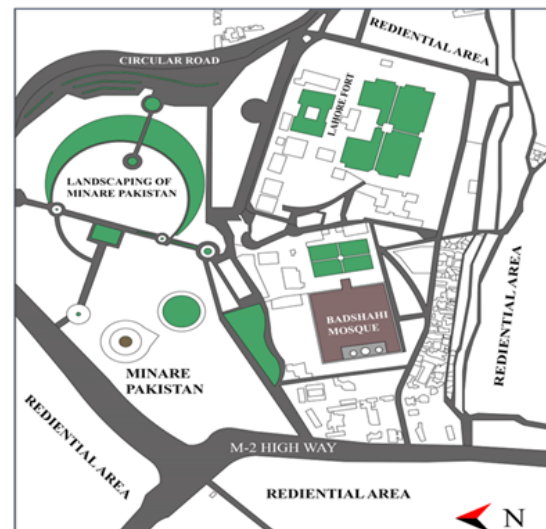 REDIENTIAL AREA
CIRCULAR ROAD
LAHORE FORT
LANDSCAPING OF
MINARE PAKISTAN
REDIENTIAL AREA
BADSHAHI
MOSQUE
MINARE
PAKISTAN
REDIENTIAL AREA
M-2 HIGH WAY
REDIENTIAL AREA
N